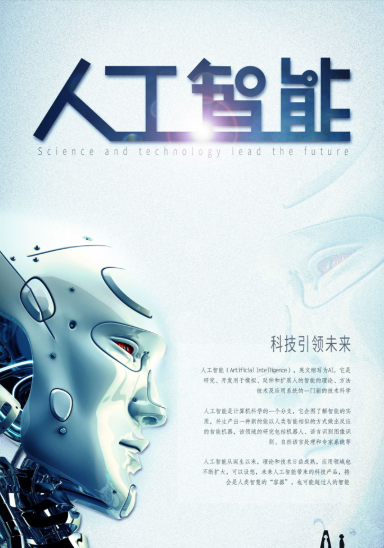 人工智能
Science and technology lead the future
科技引领未来
人工智能（Artificial Intelligence），英文缩写为AI。它是
研究、开发用于模拟、延伸和扩展人的智能的理论、方法
技术及应用系统的一门新的技术科学
人工智能是计算机科学的一个分支，它企图了解智能的实
质，并生产出一种新的能以人类智能相似的方式做出反应
的智能机器，该领域的研究包括机器人、语言识别图像识
别、自然语言处理和专家系统等
人工智能从诞生以来，理论和技术日益成熟，应用领域也
不断扩大，可以设想，未来人工智能带来的科技产品，将
会是人类智慧的“容器”，也可能超过人的智能